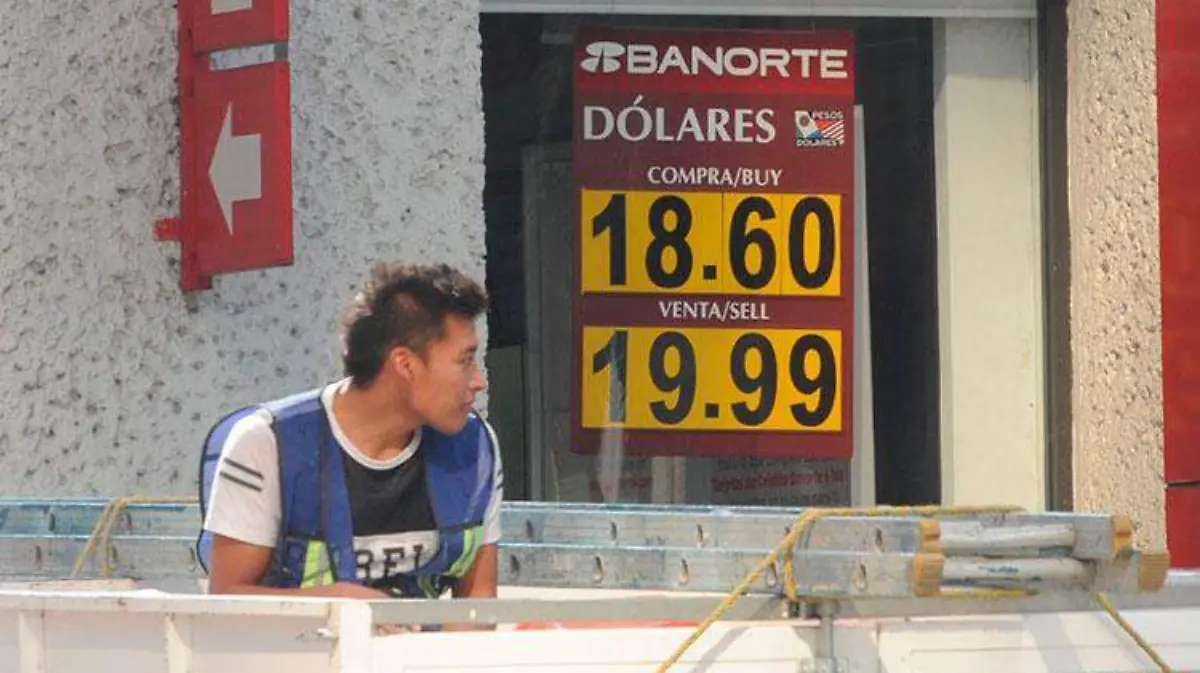 BANORTE
DÓLARES
PESOS
DÓLARES
COMPRA/BUY
18.60
VENTA/SELL
19.99